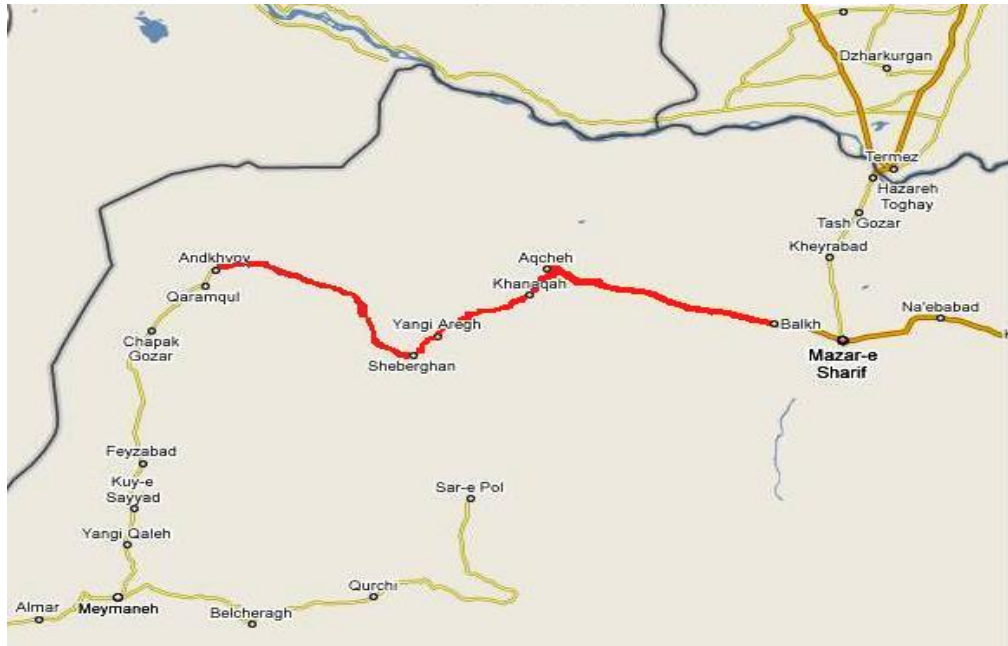 Dzharkurgan
Termez
Hazareh
Toghay
Tash Gozar
Kheyrabad
Andkhvoy
Aqcheh
Qaramqul
Khanaqah
Na'ebabad
Yangi Aregh
Balkh
Chapak
Gozar
Mazar-e
Sharif
Sheberghan
Feyzabad
Kuy-e
Sayyad
Sar-e Pol
Yangi Qaleh
Qurchi
Almar
Meymaneh
Belcheragh